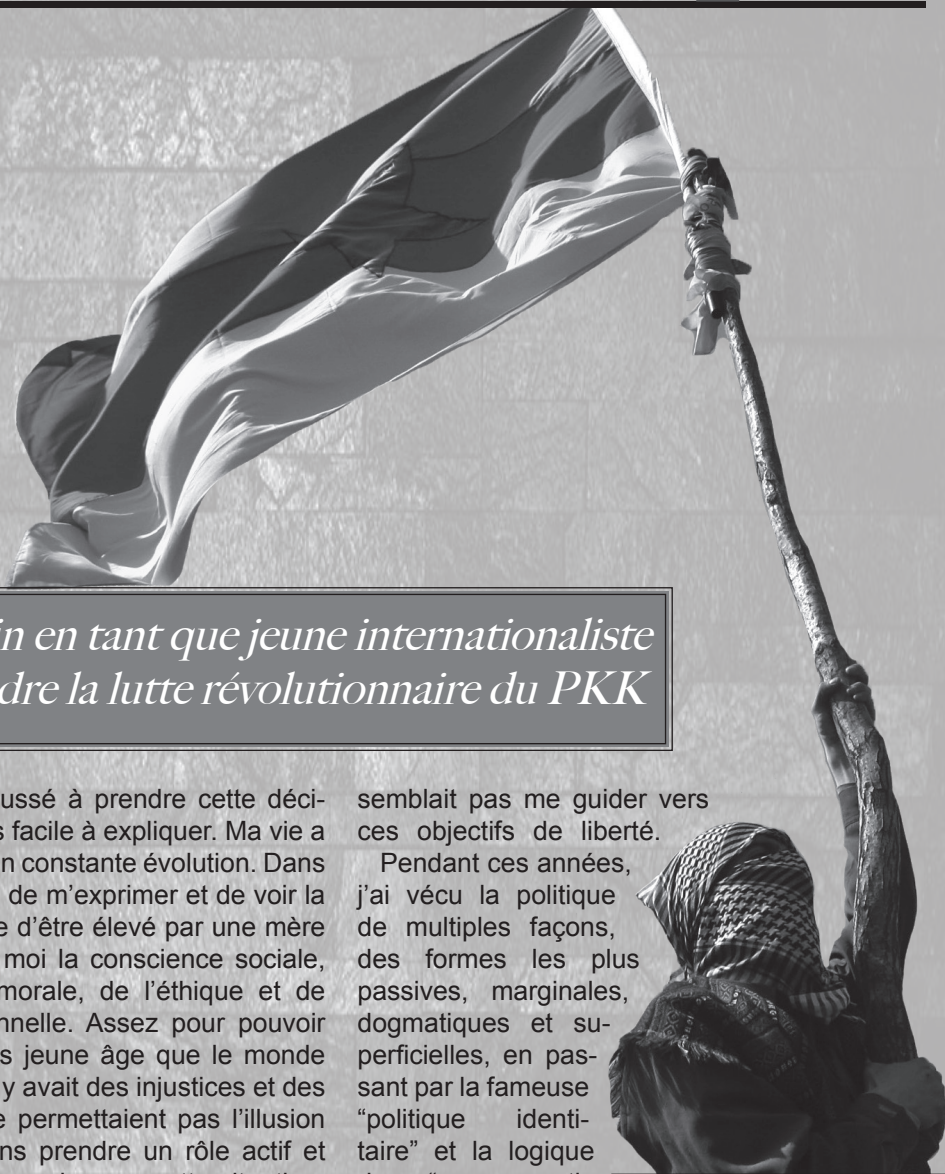 in en tant que jeune internationaliste
dre la lutte révolutionnaire du PKK
ussé à prendre cette déci-
s facile à expliquer. Ma vie a
n constante évolution. Dans
de m’exprimer et de voir la
e d’être élevé par une mère
moi la conscience sociale,
morale, de l’éthique et de
nnelle. Assez pour pouvoir
s jeune âge que le monde
y avait des injustices et des
e permettaient pas l’illusion
ns prendre un rôle actif et
semblait pas me guider vers
ces objectifs de liberté.
Pendant ces années,
j’ai vécu la politique
de multiples façons,
des formes les plus
passives, marginales,
dogmatiques et su-
perficielles, en pas-
sant par la fameuse
“politique identi-
taire” et la logique